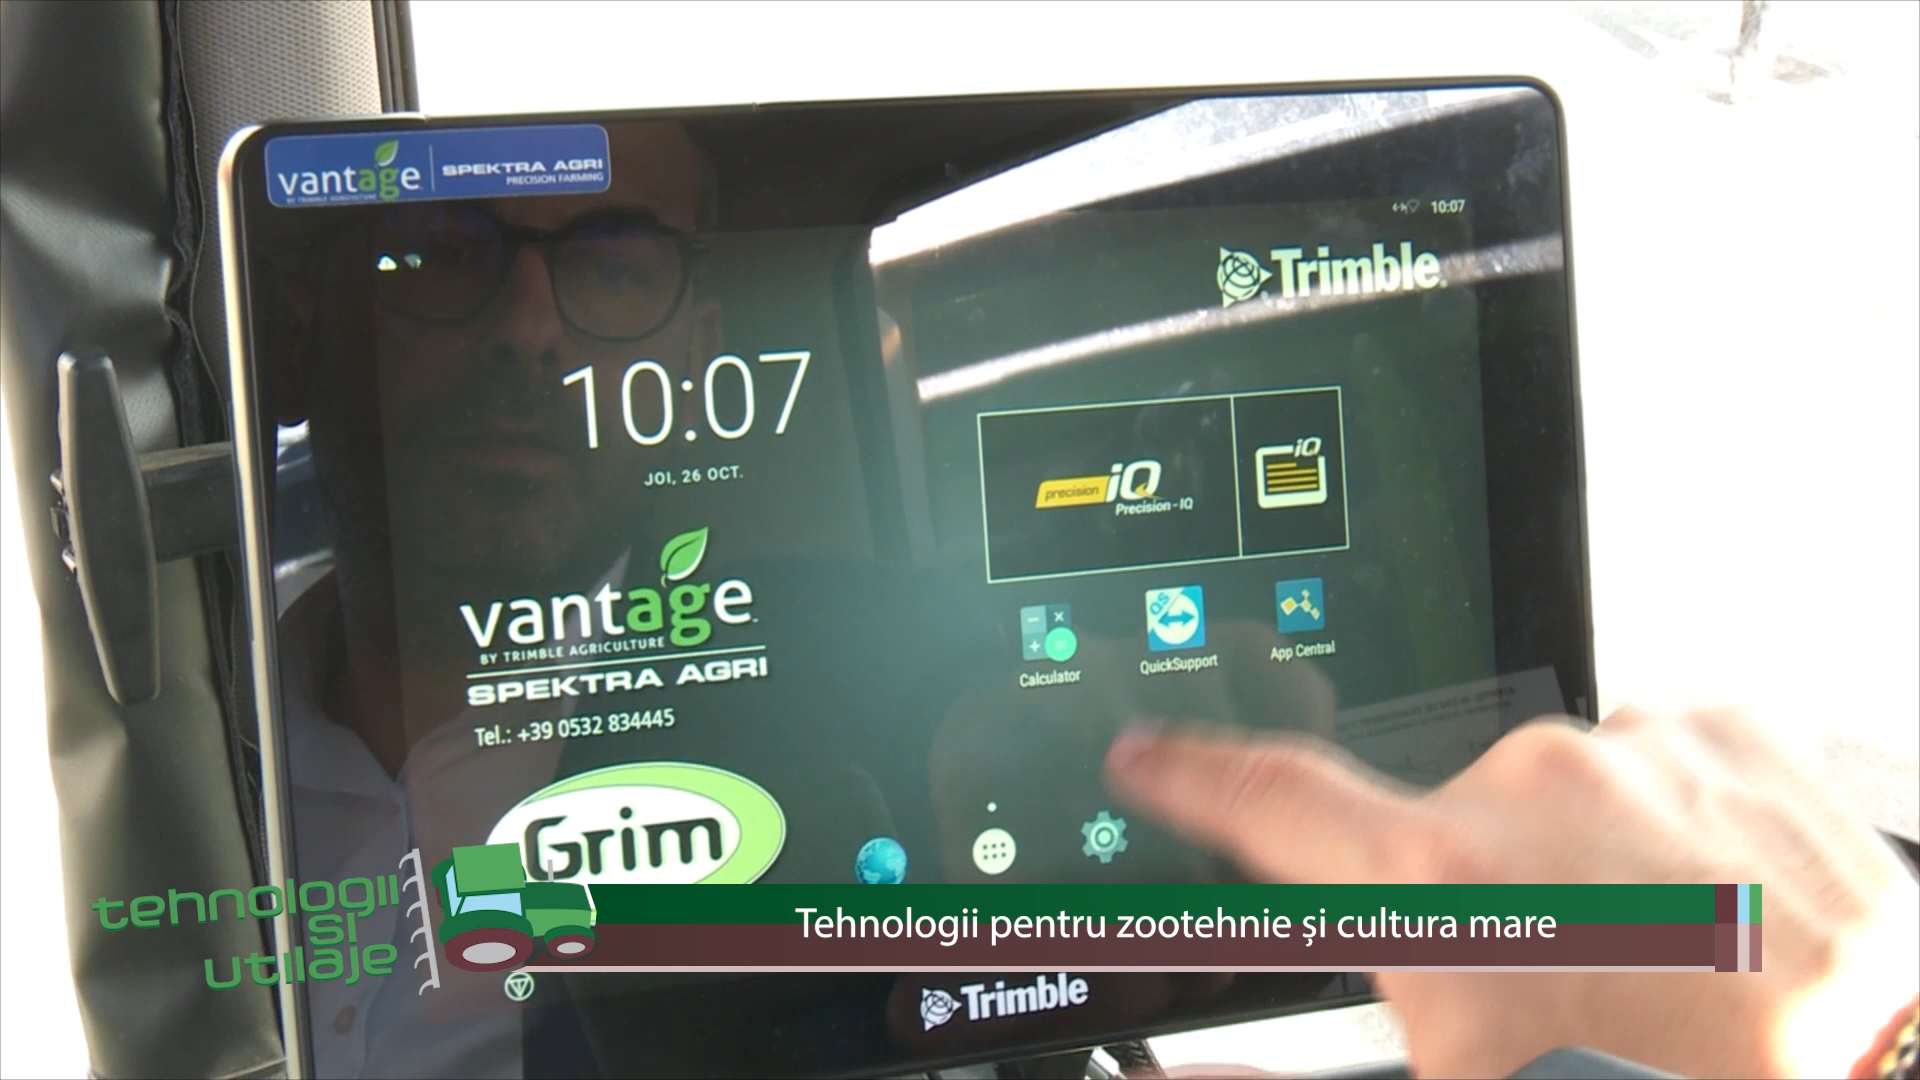 vantage
BY TRIMBLE AGRICULTURE
SPEKTRA AGRI
PRECISION FARMING
10:07
Trimble
10:07
JOI, 26 OCT.
precision iQ
Precision - IQ
iQ
vantage
BY TRIMBLE AGRICULTURE
SPEKTRA AGRI
Tel.: +39 0532 834445
Calculator
QS
QuickSupport
App Central
Grim
tehnologii
si
utilaje
Tehnologii pentru zootehnie și cultura mare
Trimble